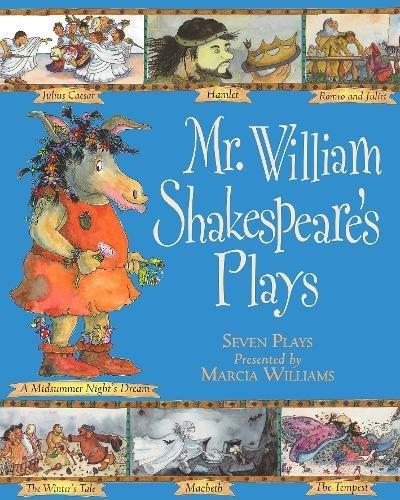 Julius Caesar
Hamlet
Romeo and Juliet
Mr. William
Shakespeare's
Plays
SEVEN PLAYS
Presented by
MARCIA WILLIAMS
A Midsummer Night's Dream
The Winter's Tale
Macbeth
The Tempest